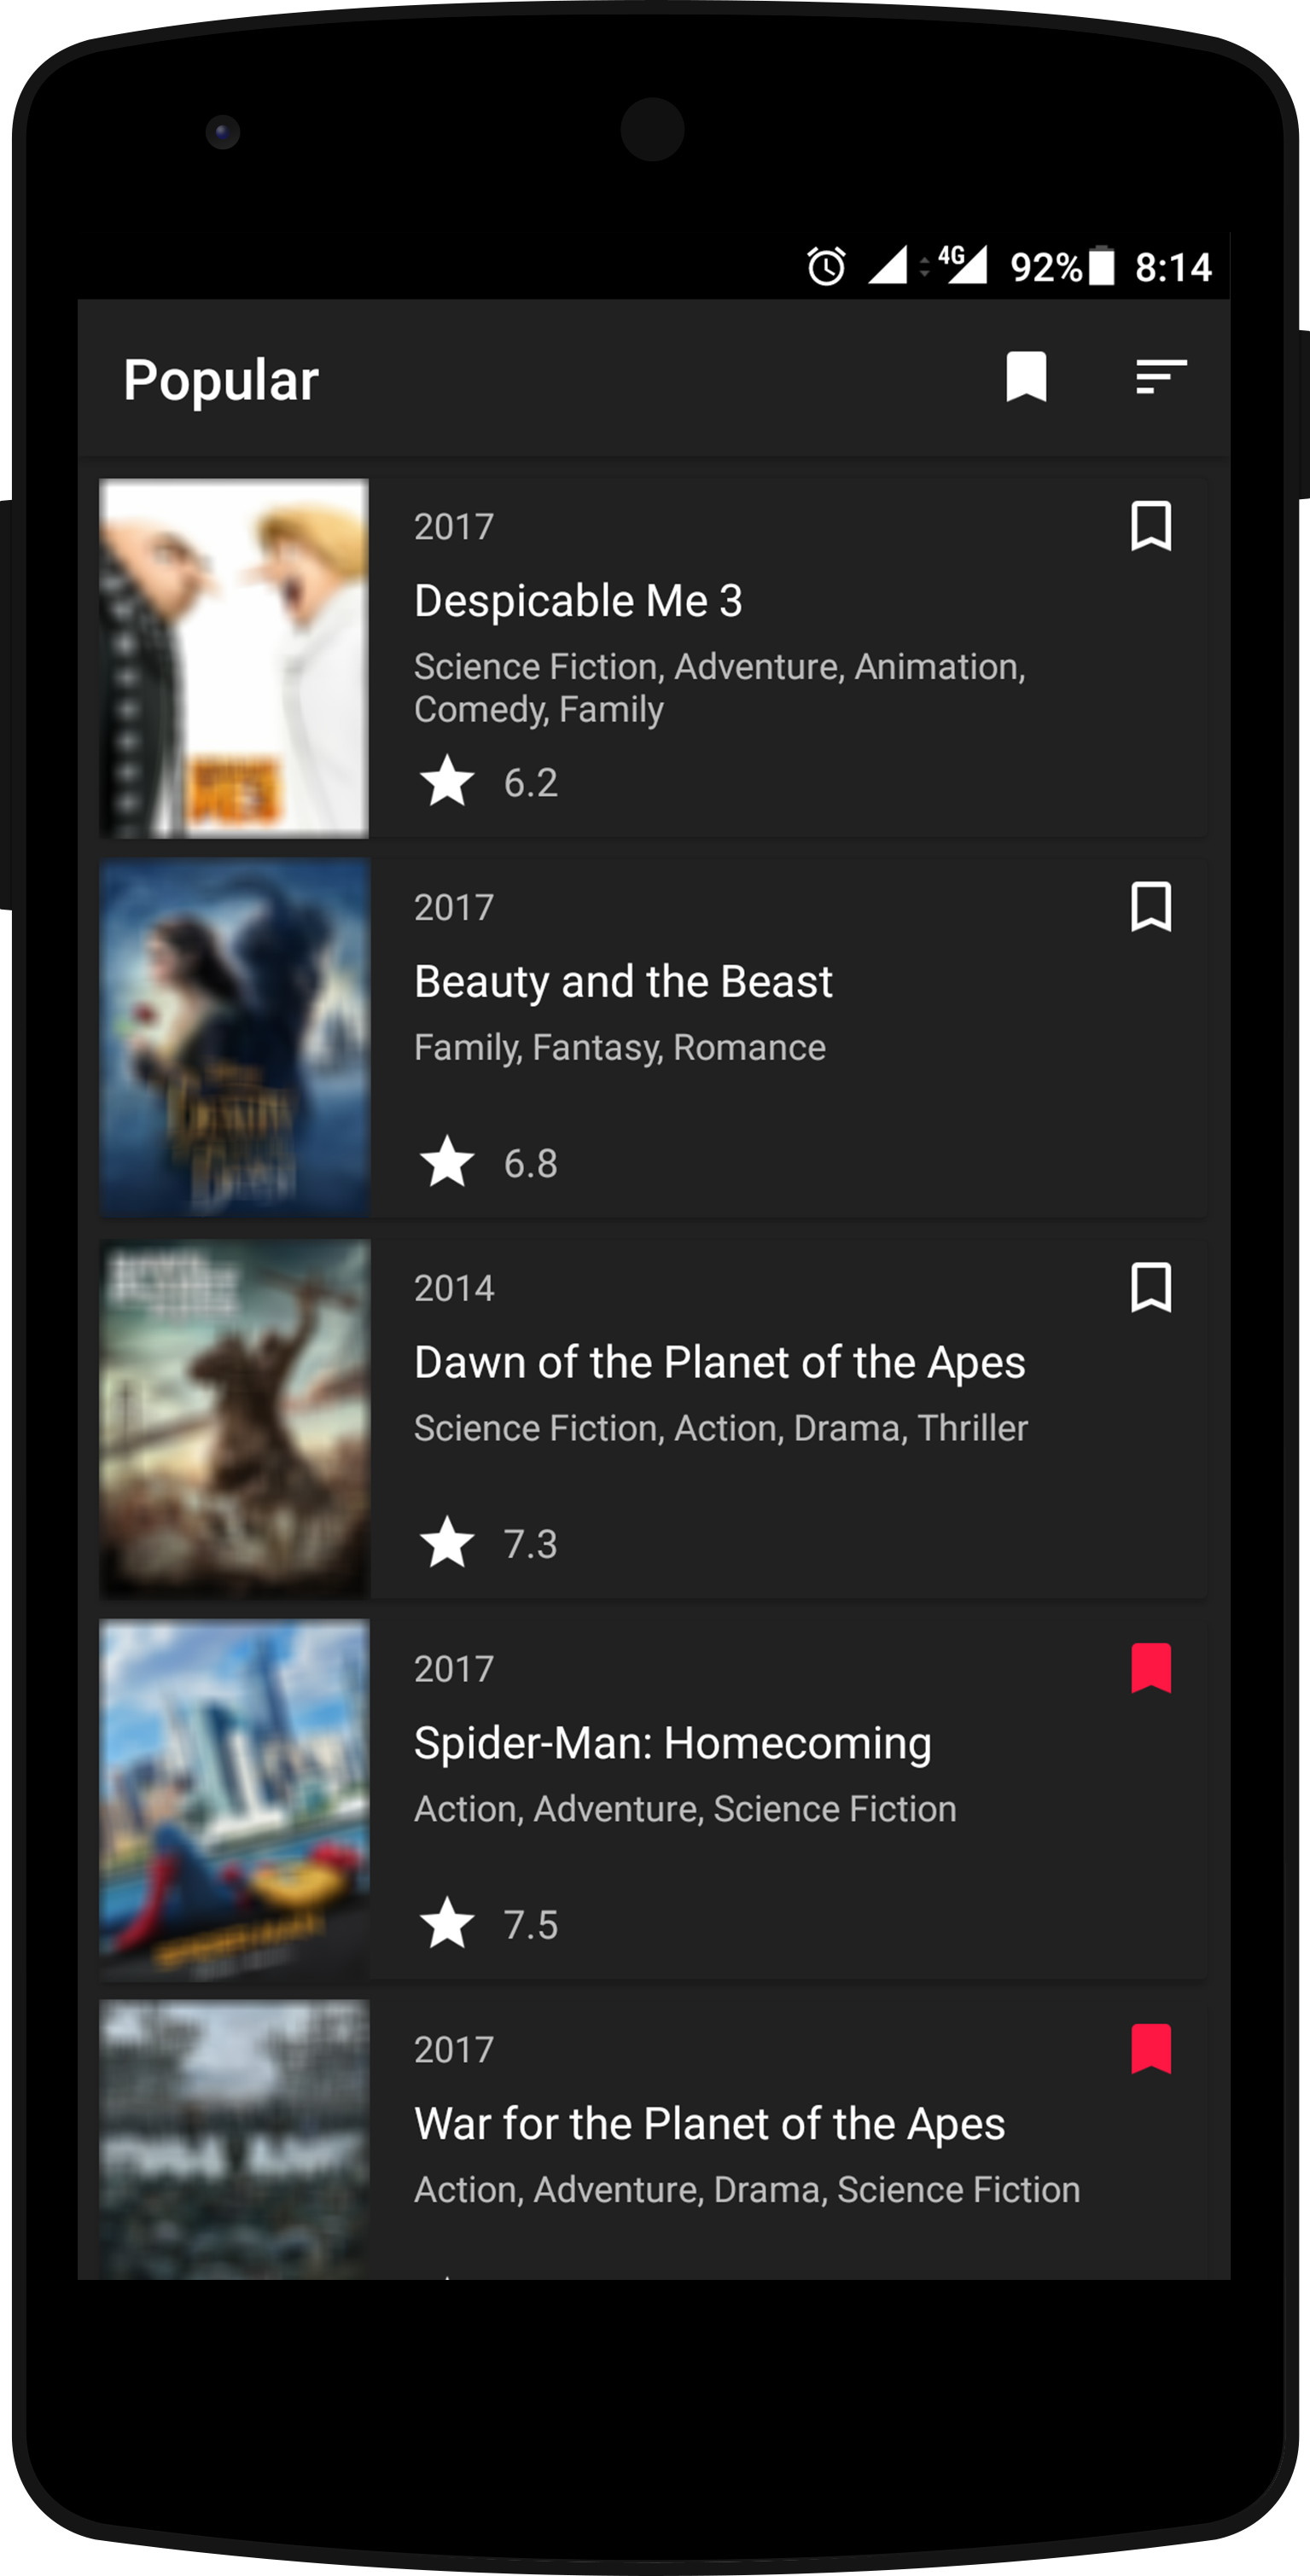 4G 92% 8:14
Popular
2017
Despicable Me 3
Science Fiction, Adventure, Animation,
Comedy, Family
6.2
2017
Beauty and the Beast
Family, Fantasy, Romance
6.8
2014
Dawn of the Planet of the Apes
Science Fiction, Action, Drama, Thriller
7.3
2017
Spider-Man: Homecoming
Action, Adventure, Science Fiction
7.5
2017
War for the Planet of the Apes
Action, Adventure, Drama, Science Fiction